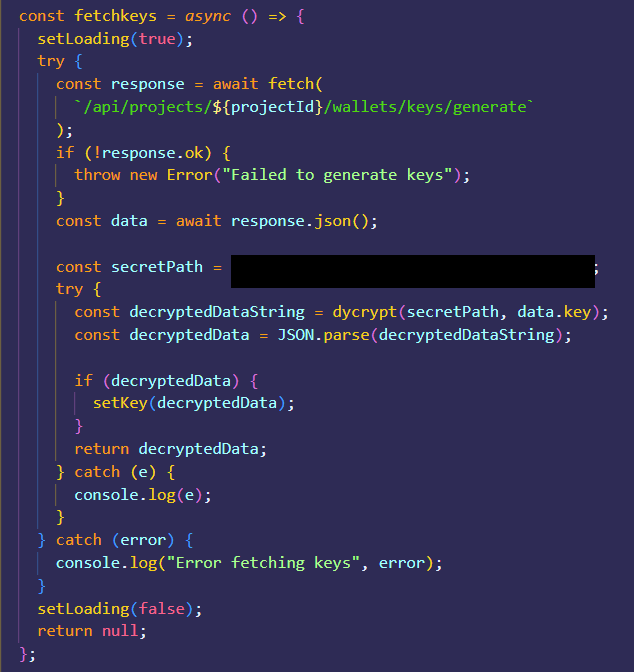 const fetchkeys = async () => {
setLoading(true);
try {
const response = await fetch(
`/api/projects/${projectId}/wallets/keys/generate`
);
if (!response.ok) {
throw new Error("Failed to generate keys");
}
const data = await response.json();
const secretPath = ;
try {
const decryptedDataString = dycrypt(secretPath, data.key);
const decryptedData = JSON.parse(decryptedDataString);
if (decryptedData) {
setKey(decryptedData);
}
return decryptedData;
} catch (e) {
console.log(e);
}
} catch (error) {
console.log("Error fetching keys", error);
}
setLoading(false);
return null;
};